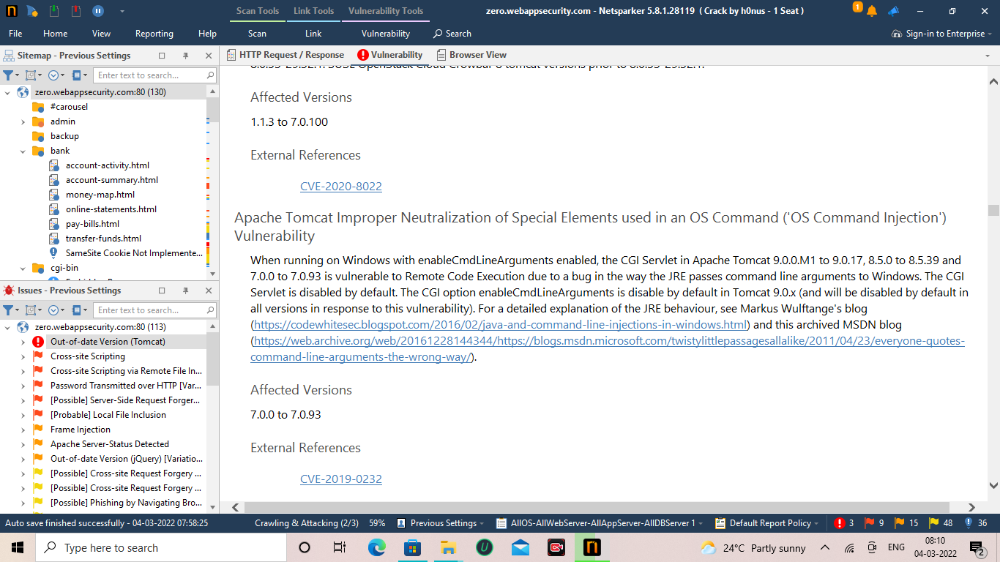 Scan Tools Link Tools Vulnerability Tools
zero.webappsecurity.com - Netsparker 5.8.1.28119 ( Crack by h0nus - 1 Seat )
1
File Home View Reporting Help Scan Link Vulnerability Search
Sign-in to Enterprise
Sitemap - Previous Settings
Enter text to search...
zero.webappsecurity.com:80 (130)
#carousel
admin
backup
bank
account-activity.html
account-summary.html
money-map.html
online-statements.html
pay-bills.html
transfer-funds.html
SameSite Cookie Not Implemente...
cgi-bin
Issues - Previous Settings
Enter text to search...
zero.webappsecurity.com:80 (113)
Out-of-date Version (Tomcat)
Cross-site Scripting
Cross-site Scripting via Remote File In...
Password Transmitted over HTTP [Var...
[Possible] Server-Side Request Forger...
[Probable] Local File Inclusion
Frame Injection
Apache Server-Status Detected
Out-of-date Version (jQuery) [Variatio...
[Possible] Cross-site Request Forgery ...
[Possible] Cross-site Request Forgery ...
[Possible] Phishing by Navigating Bro...
HTTP Request / Response Vulnerability Browser View
Affected Versions
1.1.3 to 7.0.100
External References
CVE-2020-8022
Apache Tomcat Improper Neutralization of Special Elements used in an OS Command ('OS Command Injection')
Vulnerability
When running on Windows with enableCmdLineArguments enabled, the CGI Servlet in Apache Tomcat 9.0.0.M1 to 9.0.17, 8.5.0 to 8.5.39 and
7.0.0 to 7.0.93 is vulnerable to Remote Code Execution due to a bug in the way the JRE passes command line arguments to Windows. The CGI
Servlet is disabled by default. The CGI option enableCmdLineArguments is disable by default in Tomcat 9.0.x (and will be disabled by default in
all versions in response to this vulnerability). For a detailed explanation of the JRE behaviour, see Markus Wulftange's blog
(https://codewhitesec.blogspot.com/2016/02/java-and-command-line-injections-in-windows.html) and this archived MSDN blog
(https://web.archive.org/web/20161228144344/https://blogs.msdn.microsoft.com/twistylittlepassagesallalike/2011/04/23/everyone-quotes-
command-line-arguments-the-wrong-way/).
Affected Versions
7.0.0 to 7.0.93
External References
CVE-2019-0232
Auto save finished successfully - 04-03-2022 07:58:25 Crawling & Attacking (2/3) 59% Previous Settings AllOS-AllWebServer-AllAppServer-AllDBServer 1 Default Report Policy 3 9 15 48 36
Type here to search
24°C Partly sunny
ENG
08:10
04-03-2022
2